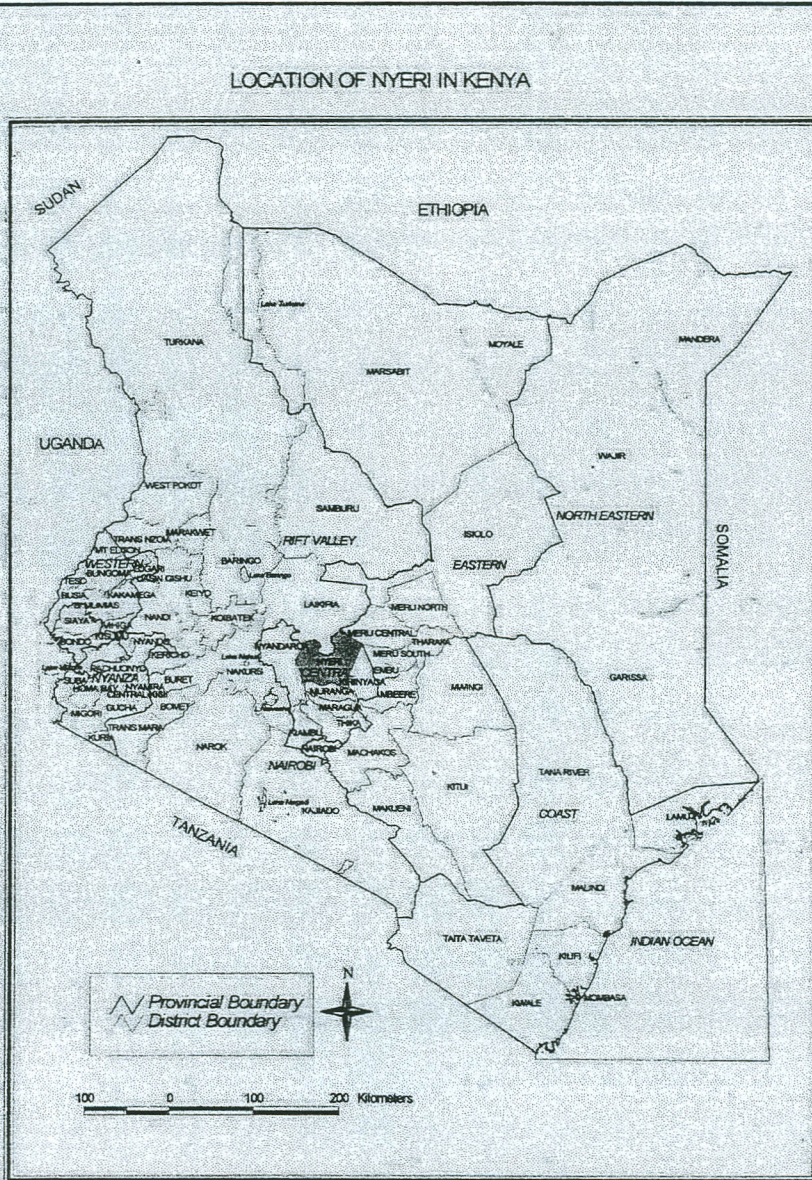 LOCATION OF NYERI IN KENYA
SUDAN
ETHIOPIA
Lake Turkana
TURKANA
MOYALE
MANDERA
MARSABIT
UGANDA
WAJIR
WEST POKOT
SAMBURU
NORTH EASTERN
MARAKWET
TRANS NZOIA
RIFT VALLEY
ISIOLO
SOMALIA
MT ELGON
WESTERN
LUGARI
BARINGO
EASTERN
BUNGOMA
UASIN GISHU
Lake Baringo
TESO
BUSIA
KAKAMEGA
KEIYO
LAIKIPIA
MERU NORTH
SIAYA
VIHIGA
NANDI
KOIBATEK
MERU CENTRAL
BONDO
KISUMU
NYANDO
NYANDARUA
THARAKA
KERICHO
MERU SOUTH
NYERI
RACHUONYO
NAKURU
CENTRAL
EMBU
GARISSA
SUBA
NYANZA
BURET
KIRINYAGA
HOMA BAY
NYAMIRA
MURANGA
MBEERE
MWINGI
CENTRAL KISII
MIGORI
GUCHA
BOMET
MARAGUA
KURIA
TRANS MARA
THIKA
KIAMBU
NAROK
NAIROBI
MACHAKOS
NAIROBI
TANA RIVER
KITUI
Lake Magadi
KAJIADO
MAKUENI
COAST
LAMU
TANZANIA
MALINDI
TAITA TAVETA
INDIAN OCEAN
KILIFI
KWALE
MOMBASA
N
Provincial Boundary
District Boundary
100 0 100 200 Kilometers